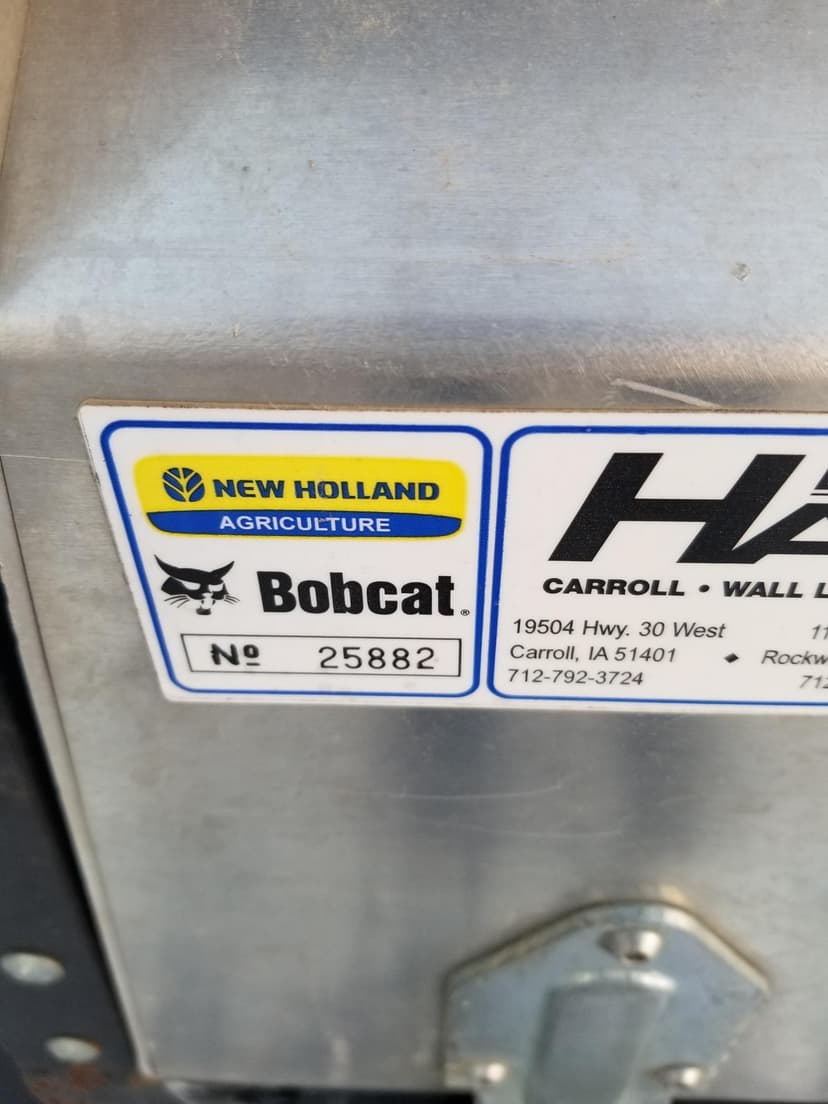 NEW HOLLAND
AGRICULTURE
Bobcat®
Nº 25882
CARROLL • WALL
19504 Hwy. 30 West
Carroll, IA 51401
712-792-3724